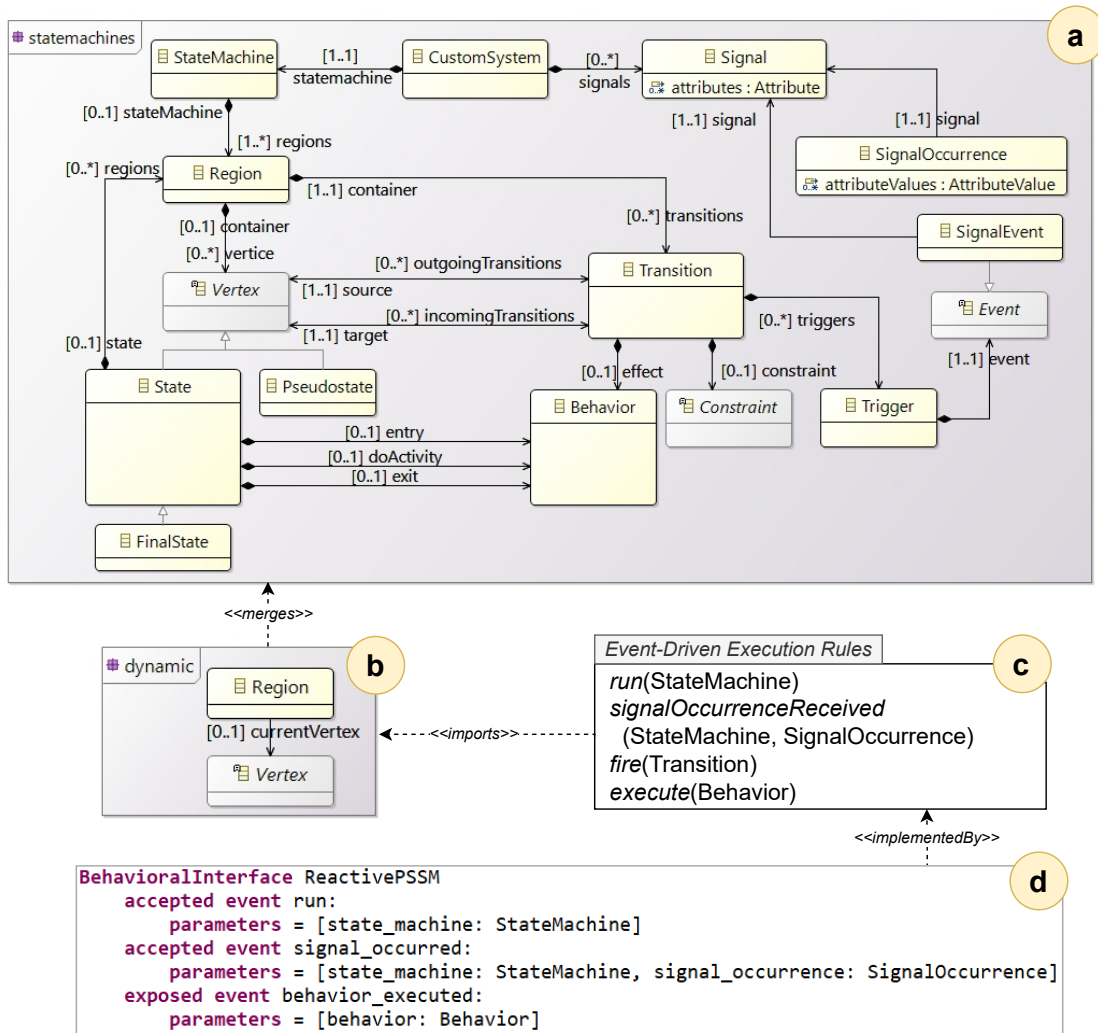 statemachines
a
StateMachine
[1..1]
statemachine
CustomSystem
[0..*]
signals
Signal
attributes : Attribute
[0..1] stateMachine
[1..*] regions
[1..1] signal
[1..1] signal
SignalOccurrence
attributeValues : AttributeValue
[0..*] regions
Region
[1..1] container
[0..1] container
[0..*] vertice
[0..*] transitions
SignalEvent
Vertex
[0..*] outgoingTransitions
[1..1] source
Transition
[0..*] incomingTransitions
[1..1] target
[0..*] triggers
Event
[0..1] state
[1..1] event
State
Pseudostate
[0..1] effect
[0..1] constraint
Behavior
Constraint
Trigger
[0..1] entry
[0..1] doActivity
[0..1] exit
FinalState
<<merges>>
dynamic
b
Region
[0..1] currentVertex
Vertex
<<imports>>
Event-Driven Execution Rules
c
run(StateMachine)
signalOccurrenceReceived
(StateMachine, SignalOccurrence)
fire(Transition)
execute(Behavior)
<<implementedBy>>
d
BehavioralInterface ReactivePSSM
accepted event run:
parameters = [state_machine: StateMachine]
accepted event signal_occurred:
parameters = [state_machine: StateMachine, signal_occurrence: SignalOccurrence]
exposed event behavior_executed:
parameters = [behavior: Behavior]